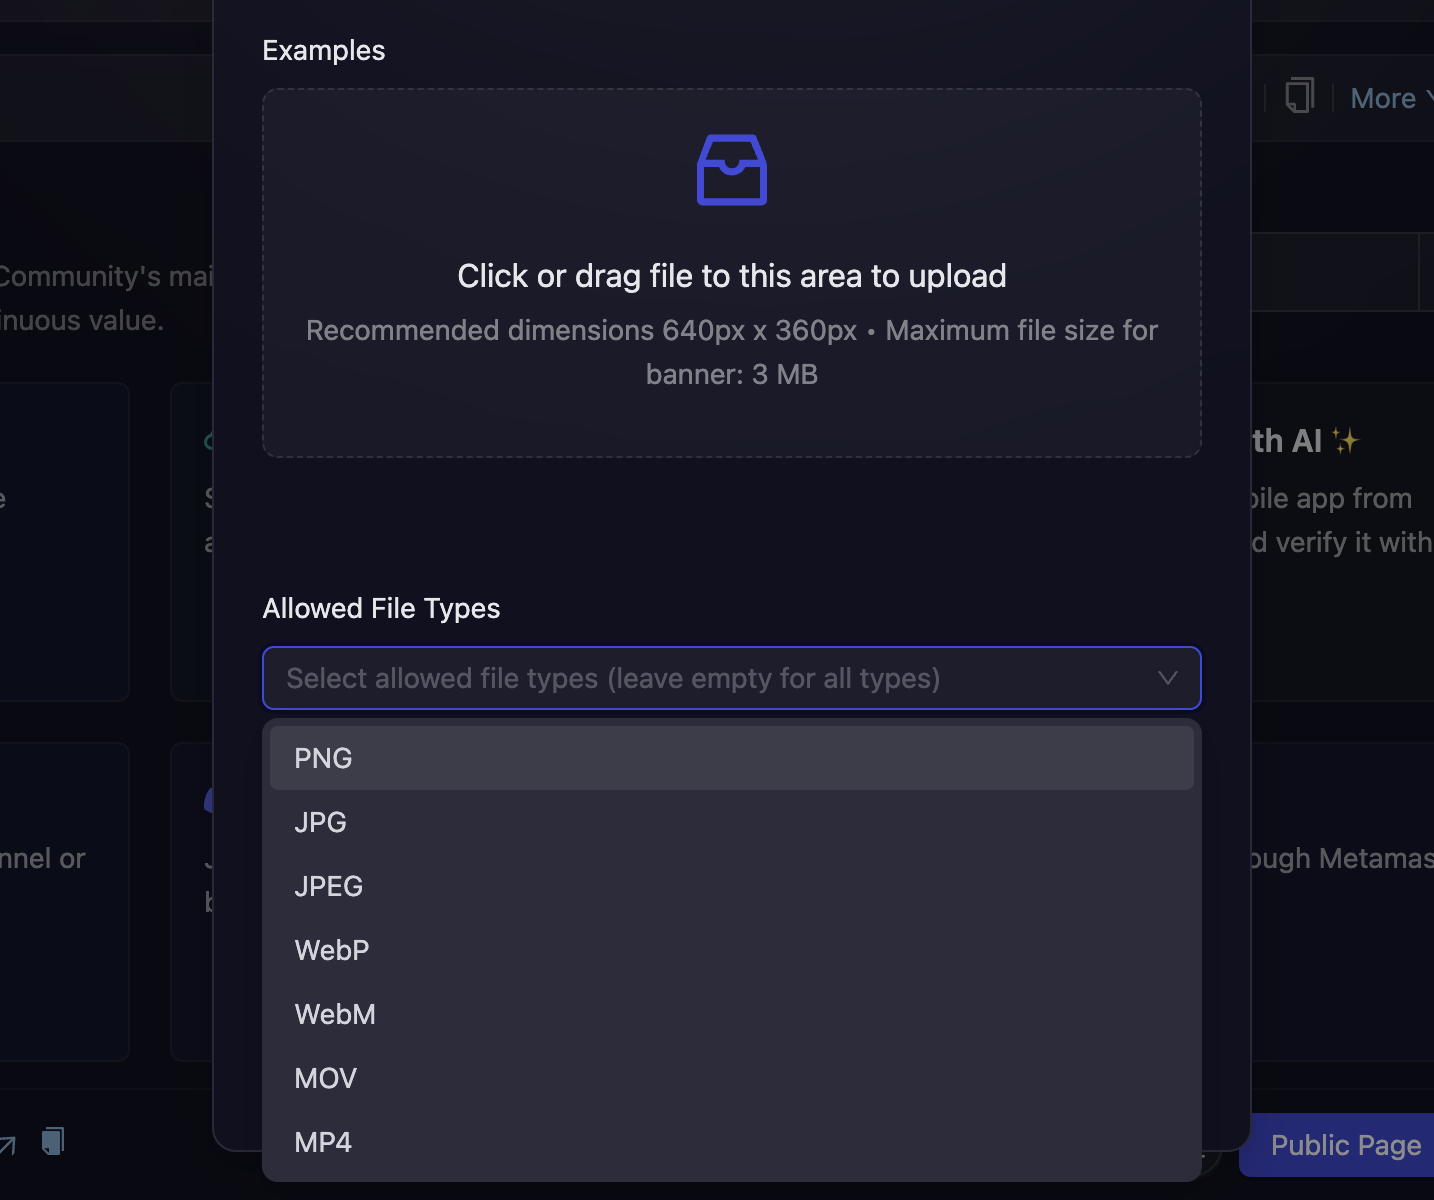 Examples
More
Click or drag file to this area to upload
Community's mai
Recommended dimensions 640px x 360px • Maximum file size for
inuous value.
banner: 3 MB
th AI ✨
e
S
bile app from
a
d verify it with
Allowed File Types
Select allowed file types (leave empty for all types)
PNG
JPG
nnel or
ough Metamas
JPEG
b
WebP
WebM
MOV
MP4
Public Page